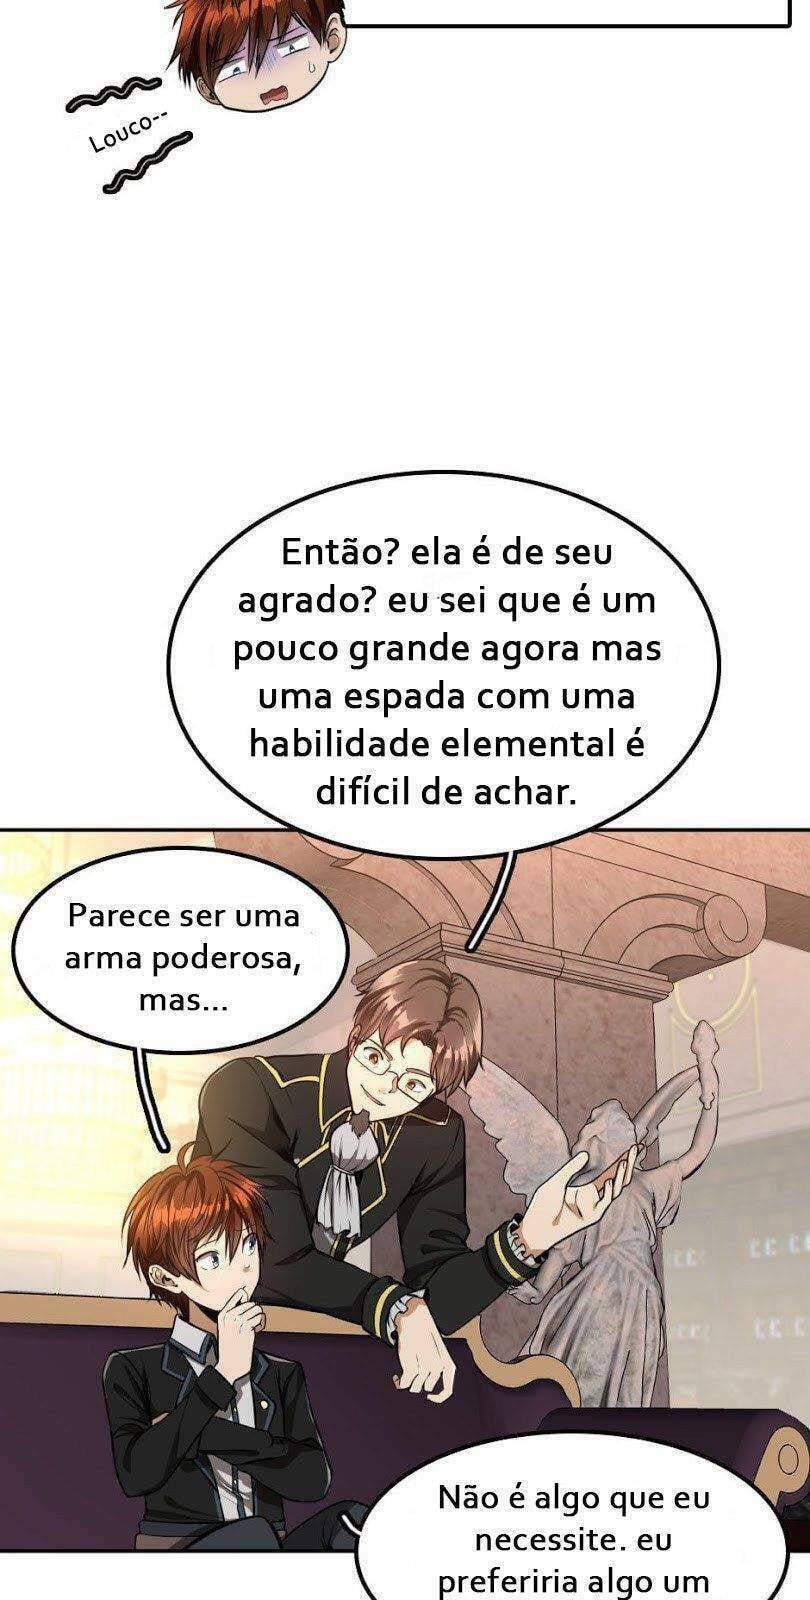 Louco--
Então? ela é de seu
agrado? eu sei que é um
pouco grande agora mas
uma espada com uma
habilidade elemental é
difícil de achar.
Parece ser uma
arma poderosa,
mas...
Não é algo que eu
necessite. eu
preferiria algo um